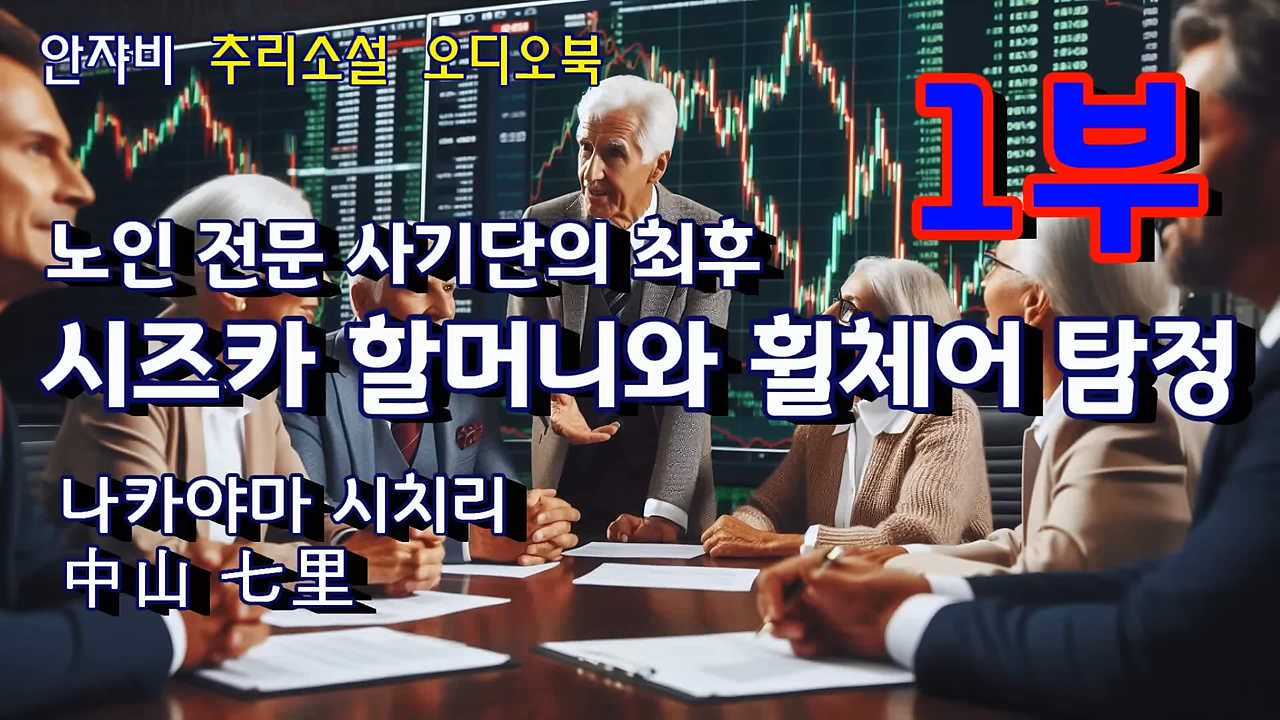 안쟈비 추리소설 오디오북
1부
노인 전문 사기단의 최후
시즈카 할머니와 휠체어 탐정
나카야마 시치리
中山 七里